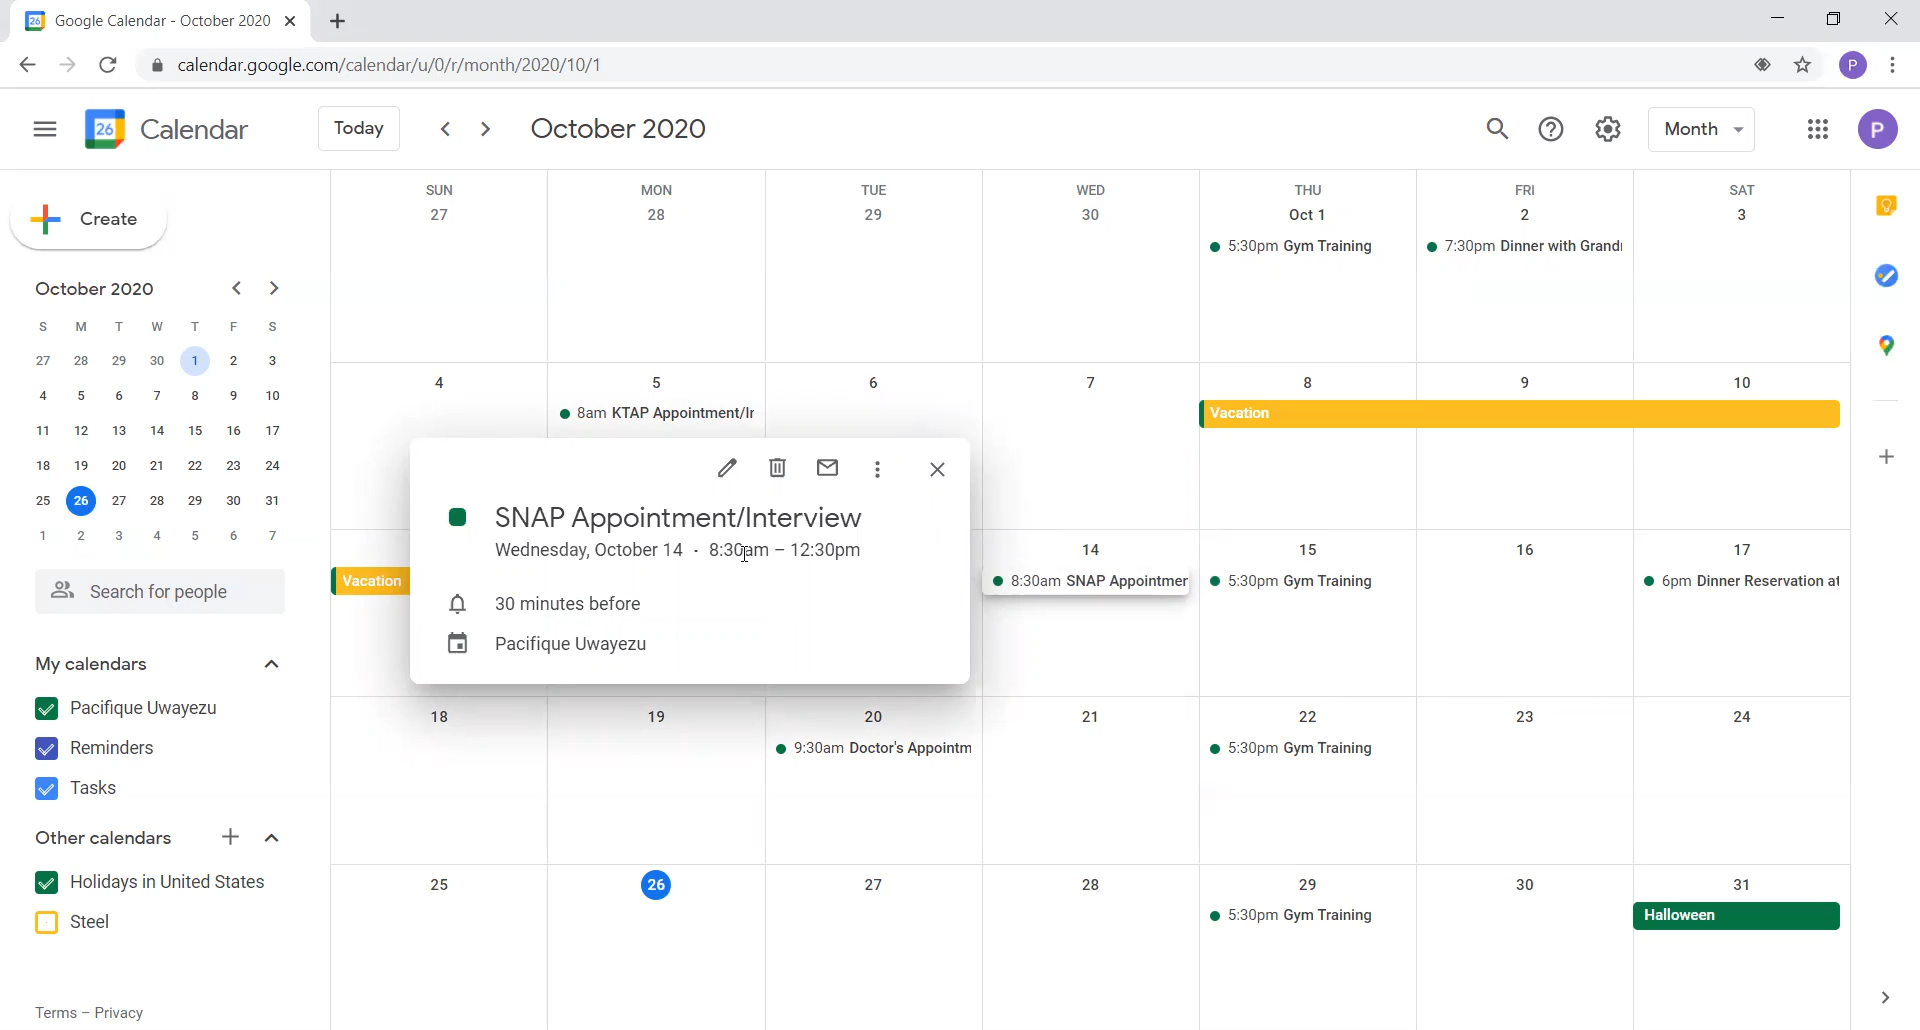 Google Calendar - October 2020
calendar.google.com/calendar/u/0/r/month/2020/10/1
P
26 Calendar Today October 2020 Month P
Create
October 2020
S M T W T F S
27 28 29 30 1 2 3
4 5 6 7 8 9 10
11 12 13 14 15 16 17
18 19 20 21 22 23 24
25 26 27 28 29 30 31
1 2 3 4 5 6 7
Search for people
My calendars
Pacifique Uwayezu
Reminders
Tasks
Other calendars
Holidays in United States
Steel
Terms – Privacy
SUN MON TUE WED THU FRI SAT
27 28 29 30 Oct 1 2 3
5:30pm Gym Training 7:30pm Dinner with Grand
4 5 6 7 8 9 10
8am KTAP Appointment/I Vacation
SNAP Appointment/Interview
Wednesday, October 14 · 8:30am – 12:30pm
30 minutes before
Pacifique Uwayezu
14 15 16 17
Vacation 8:30am SNAP Appointmer 5:30pm Gym Training 6pm Dinner Reservation at
18 19 20 21 22 23 24
9:30am Doctor's Appointm 5:30pm Gym Training
25 26 27 28 29 30 31
5:30pm Gym Training Halloween